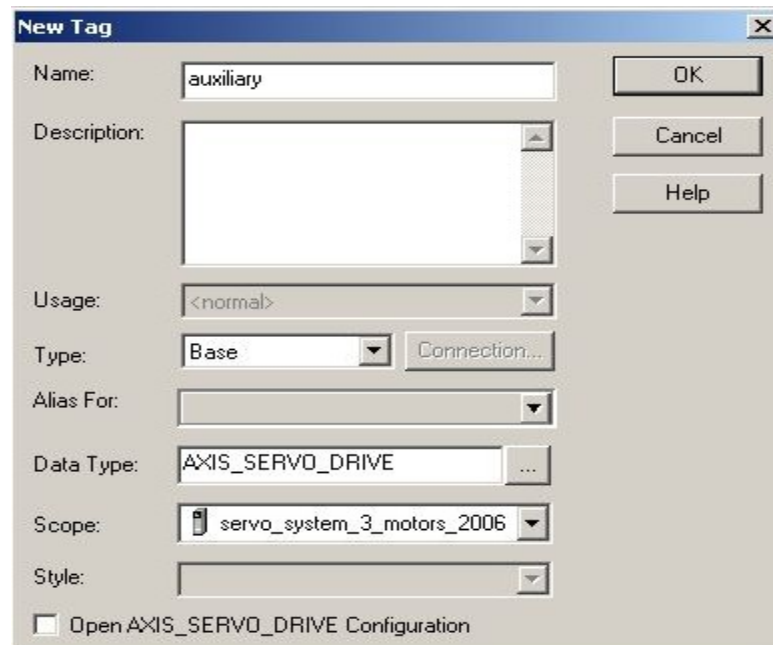 New Tag
Name: auxiliary OK
Description: Cancel
Help
Usage: <normal>
Type: Base Connection...
Alias For:
Data Type: AXIS_SERVO_DRIVE ...
Scope: servo_system_3_motors_2006
Style:
Open AXIS_SERVO_DRIVE Configuration